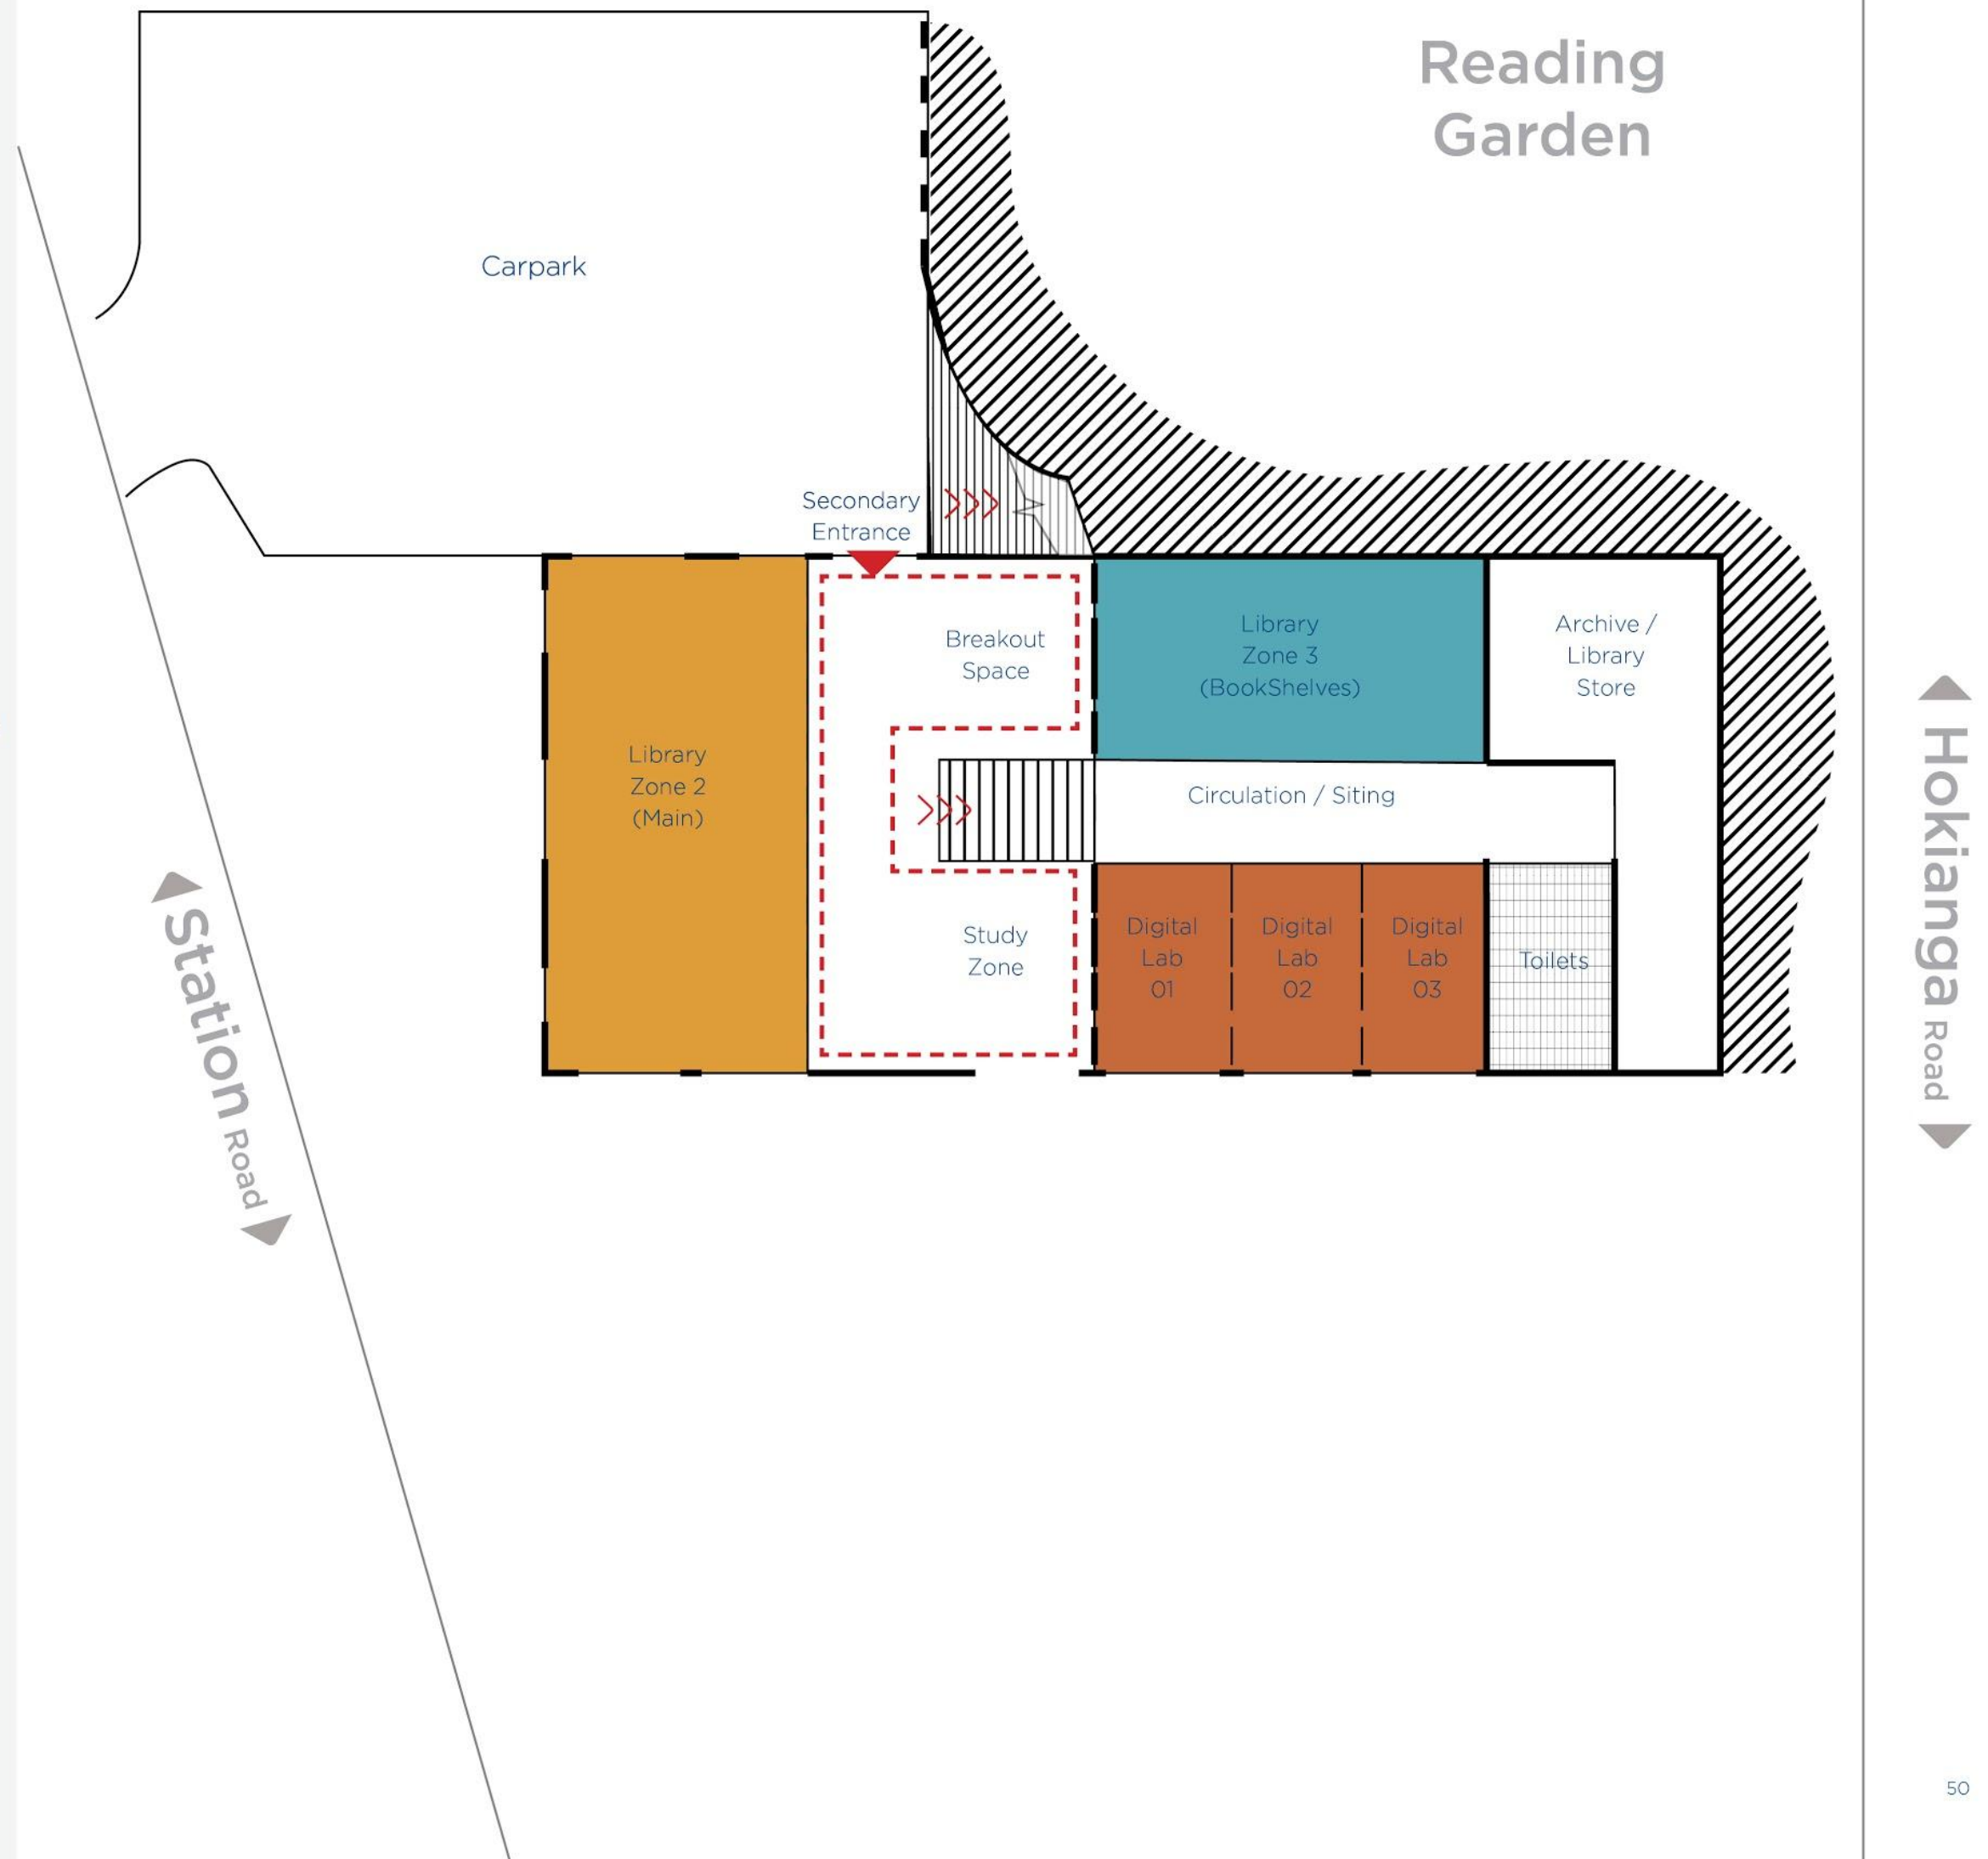 Reading
Garden
Carpark
Secondary
Entrance
Breakout
Space
Library
Zone 3
(BookShelves)
Archive /
Library
Store
Library
Zone 2
(Main)
Circulation / Siting
Study
Zone
Digital
Lab
01
Digital
Lab
02
Digital
Lab
03
Toilets
Station Road
Hokianga Road
50